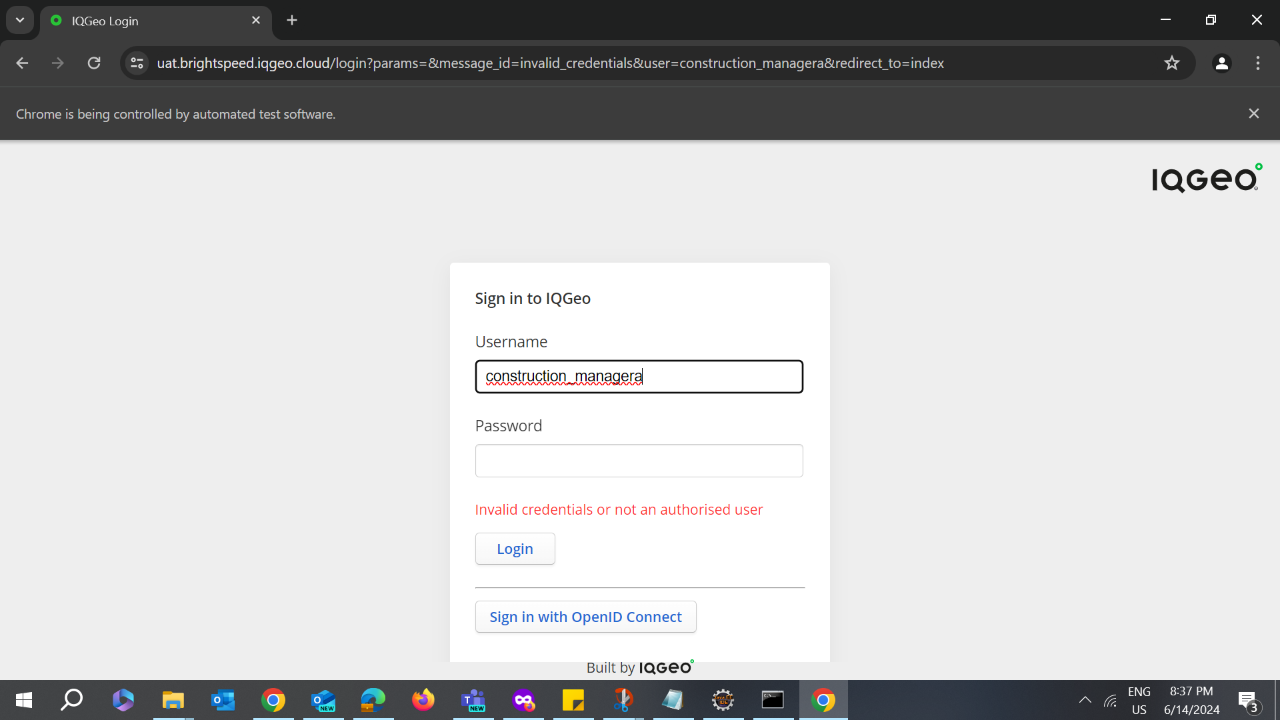 IQGeo Login
uat.brightspeed.iqgeo.cloud/login?params=&message_id=invalid_credentials&user=construction_managera&redirect_to=index
Chrome is being controlled by automated test software.
IQGEO
Sign in to IQGeo
Username
construction_managera
Password
Invalid credentials or not an authorised user
Login
Sign in with OpenID Connect
Built by IQGEO
NEW
NEW
ENG
US
8:37 PM
6/14/2024
3